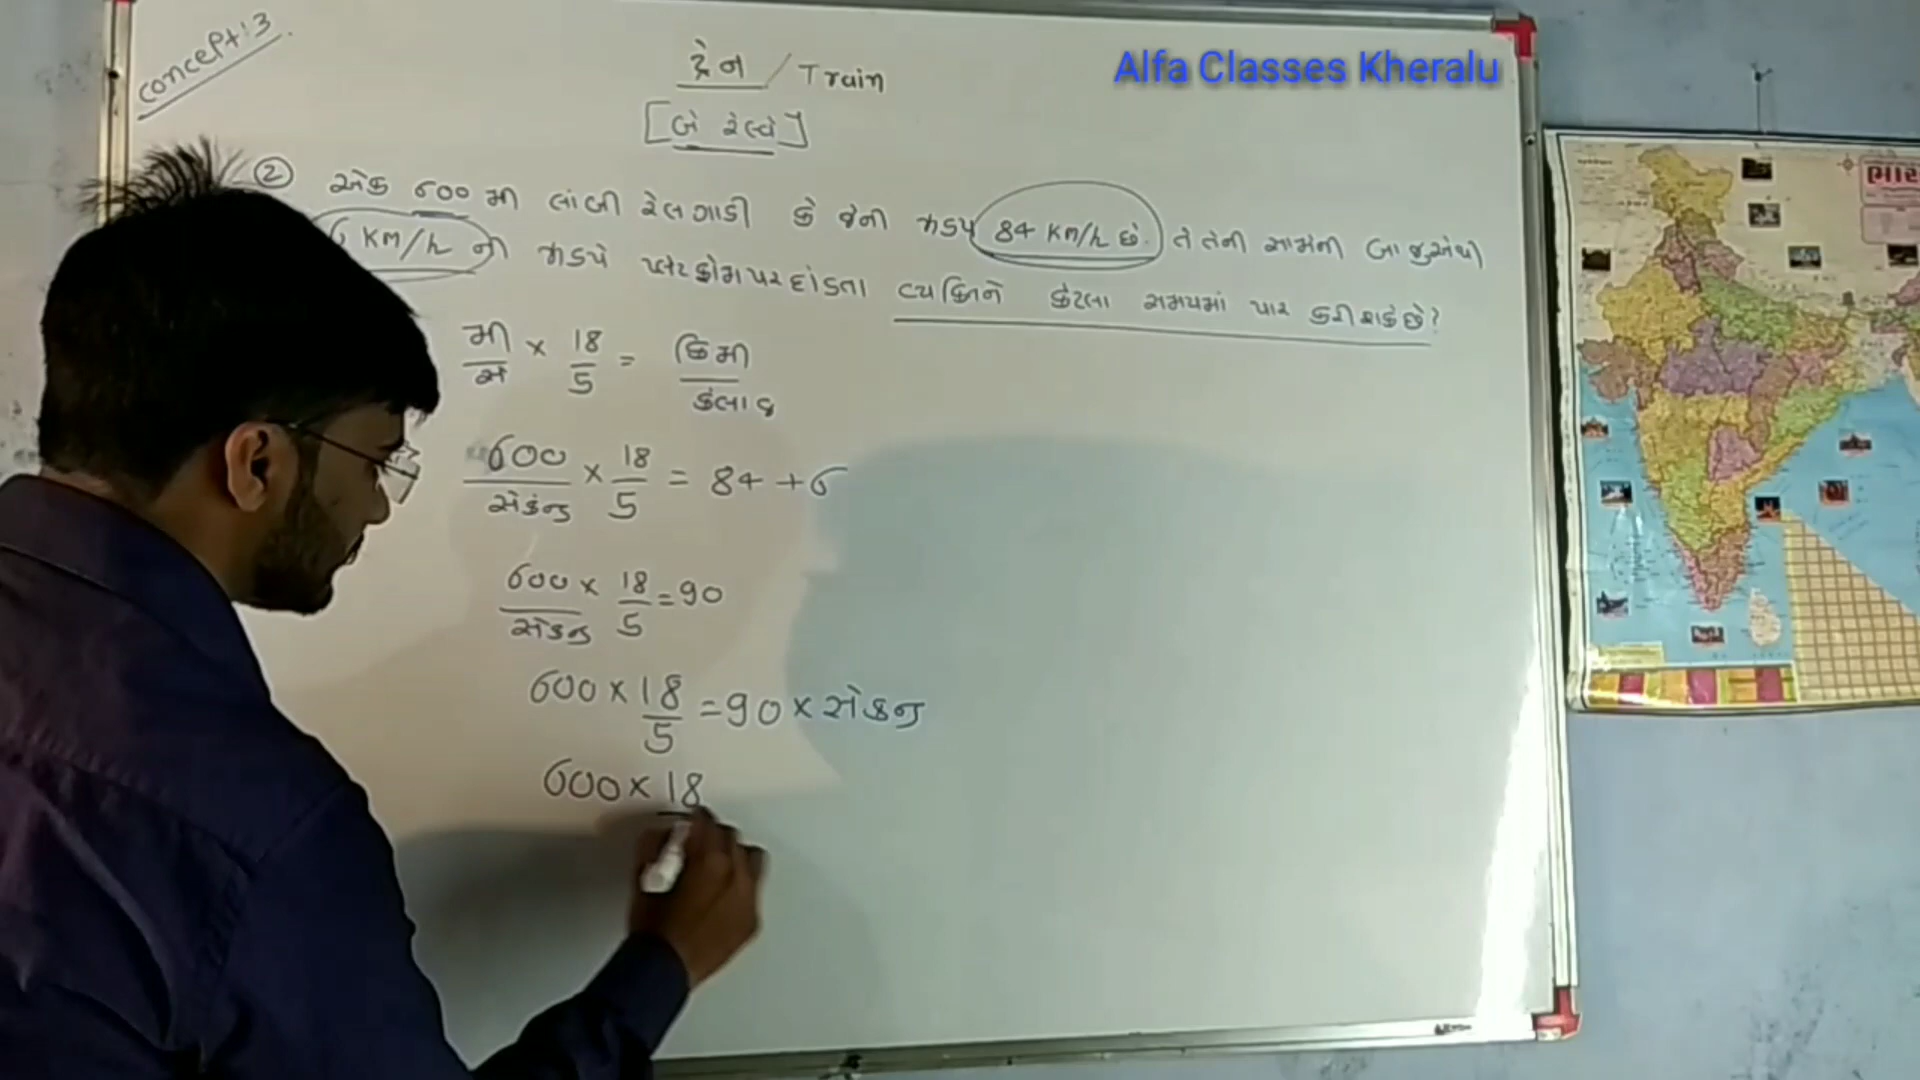 concept:3
ટ્રેન / Train
Alfa Classes Kheralu
[બે રેલ્વે]
② એક 600 મી લાંબી રેલગાડી કે જેની ઝડપ 84 KM/h છે. તે તેની સામેની બાજુએથી
6 KM/h ની ઝડપે પ્લેટફોમ પર દોડતા વ્યક્તિને કેટલા સમયમાં પાર કરી શકે છે?
મી/સે × 18/5 = કિમી/કલાક
600/સેકન્ડ × 18/5 = 84 + 6
600/સેકન્ડ × 18/5 = 90
600 × 18/5 = 90 × સેકન્ડ
600 × 18